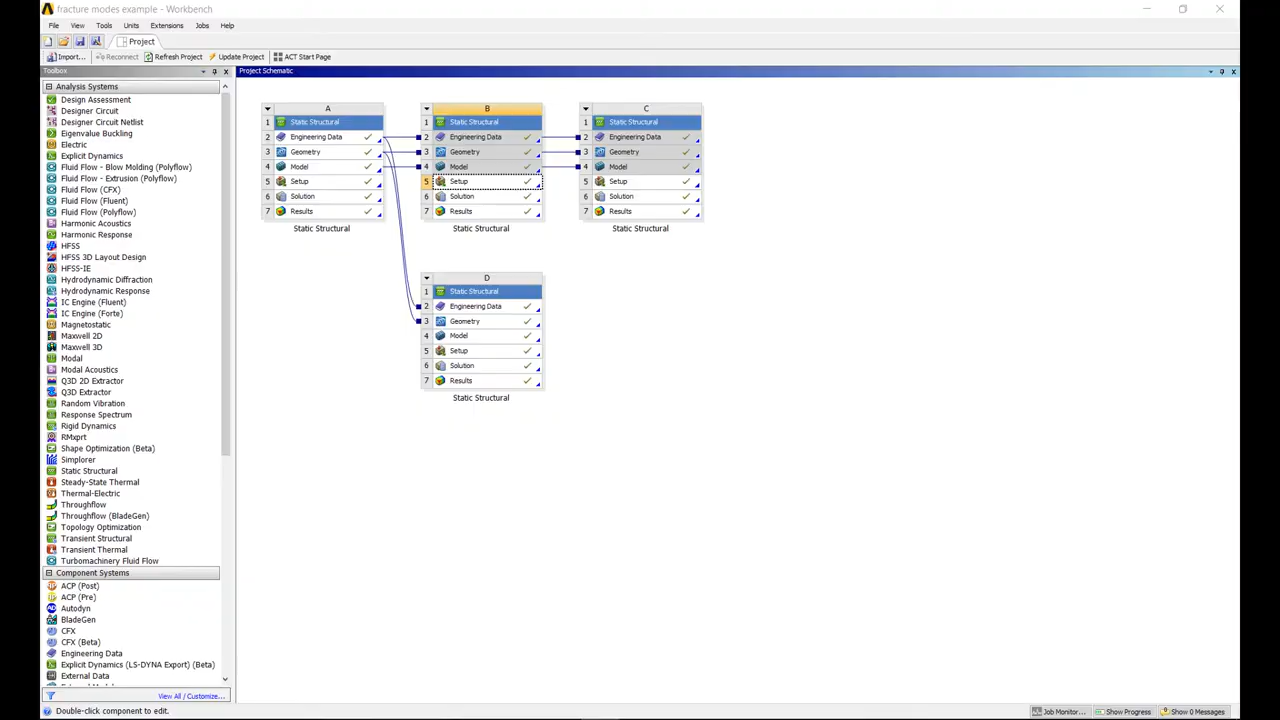 fracture modes example - Workbench
File View Tools Units Extensions Jobs Help
Project
Import... Reconnect Refresh Project Update Project ACT Start Page
Toolbox
Analysis Systems
Design Assessment
Designer Circuit
Designer Circuit Netlist
Eigenvalue Buckling
Electric
Explicit Dynamics
Fluid Flow - Blow Molding (Polyflow)
Fluid Flow - Extrusion (Polyflow)
Fluid Flow (CFX)
Fluid Flow (Fluent)
Fluid Flow (Polyflow)
Harmonic Acoustics
Harmonic Response
HFSS
HFSS 3D Layout Design
HFSS-IE
Hydrodynamic Diffraction
Hydrodynamic Response
IC Engine (Fluent)
IC Engine (Forte)
Magnetostatic
Maxwell 2D
Maxwell 3D
Modal
Modal Acoustics
Q3D 2D Extractor
Q3D Extractor
Random Vibration
Response Spectrum
Rigid Dynamics
RMxprt
Shape Optimization (Beta)
Simplorer
Static Structural
Steady-State Thermal
Thermal-Electric
Throughflow
Throughflow (BladeGen)
Topology Optimization
Transient Structural
Transient Thermal
Turbomachinery Fluid Flow
Component Systems
ACP (Post)
ACP (Pre)
Autodyn
BladeGen
CFX
CFX (Beta)
Engineering Data
Explicit Dynamics (LS-DYNA Export) (Beta)
External Data
View All / Customize...
Project Schematic
A
1 Static Structural
2 Engineering Data
3 Geometry
4 Model
5 Setup
6 Solution
7 Results
Static Structural
B
1 Static Structural
2 Engineering Data
3 Geometry
4 Model
5 Setup
6 Solution
7 Results
Static Structural
C
1 Static Structural
2 Engineering Data
3 Geometry
4 Model
5 Setup
6 Solution
7 Results
Static Structural
D
1 Static Structural
2 Engineering Data
3 Geometry
4 Model
5 Setup
6 Solution
7 Results
Static Structural
Double-click component to edit.
Job Monitor... Show Progress Show 0 Messages